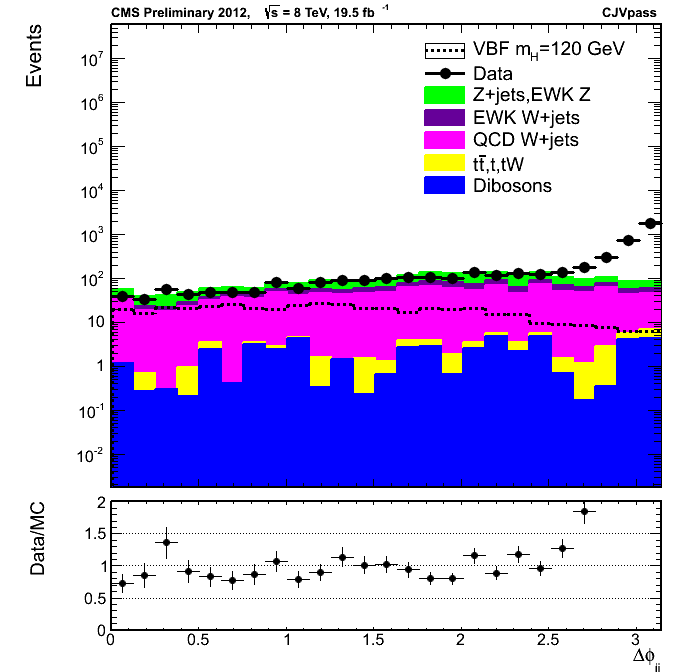 CMS Preliminary 2012, √s = 8 TeV, 19.5 fb⁻¹ CJVpass
Events
10⁷
10⁶
10⁵
10⁴
10³
10²
10
1
10⁻¹
10⁻²
VBF m_H=120 GeV
Data
Z+jets,EWK Z
EWK W+jets
QCD W+jets
tt̄,t,tW
Dibosons
Data/MC
2
1.5
1
0.5
0
0 0.5 1 1.5 2 2.5 3
Δϕ_jj